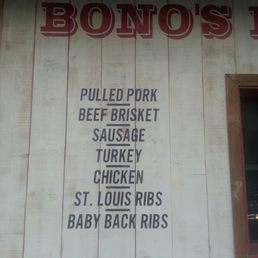 BONO'S
PULLED PORK
BEEF BRISKET
SAUSAGE
TURKEY
CHICKEN
ST. LOUIS RIBS
BABY BACK RIBS